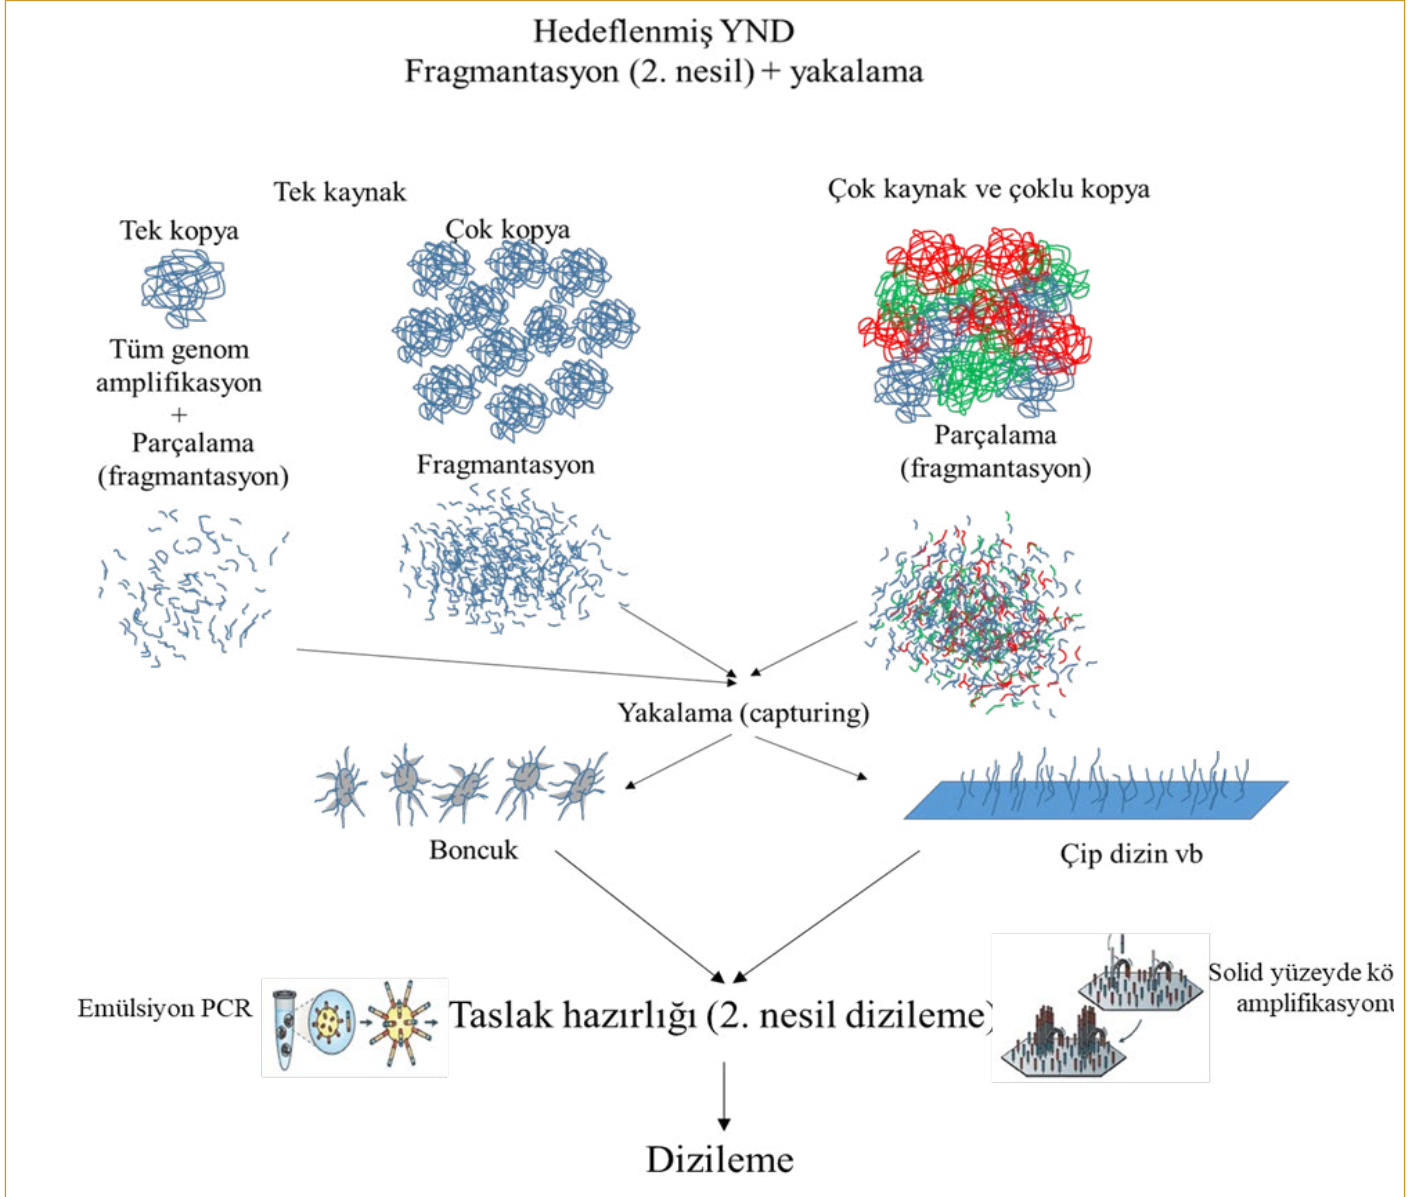 Hedeflenmiş YND
Fragmantasyon (2. nesil) + yakalama
Tek kaynak
Tek kopya
Tüm genom
amplifikasyon
+
Parçalama
(fragmantasyon)
Çok kopya
Fragmantasyon
Çok kaynak ve çoklu kopya
Parçalama
(fragmantasyon)
Yakalama (capturing)
Boncuk
Çip dizin vb
Emülsiyon PCR
Taslak hazırlığı (2. nesil dizileme)
Solid yüzeyde kö
amplifikasyonu
Dizileme